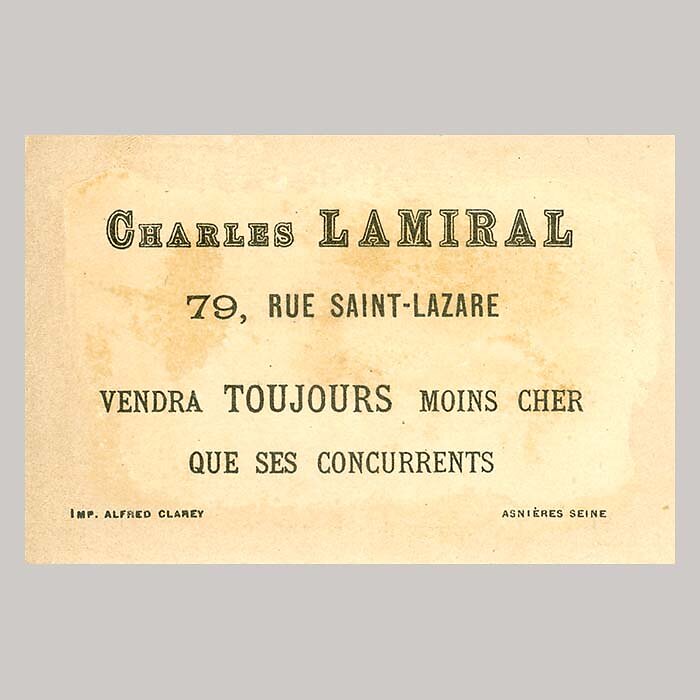 CHARLES LAMIRAL
79, RUE SAINT-LAZARE
VENDRA TOUJOURS MOINS CHER
QUE SES CONCURRENTS
IMP. ALFRED CLAREY ASNIÈRES SEINE